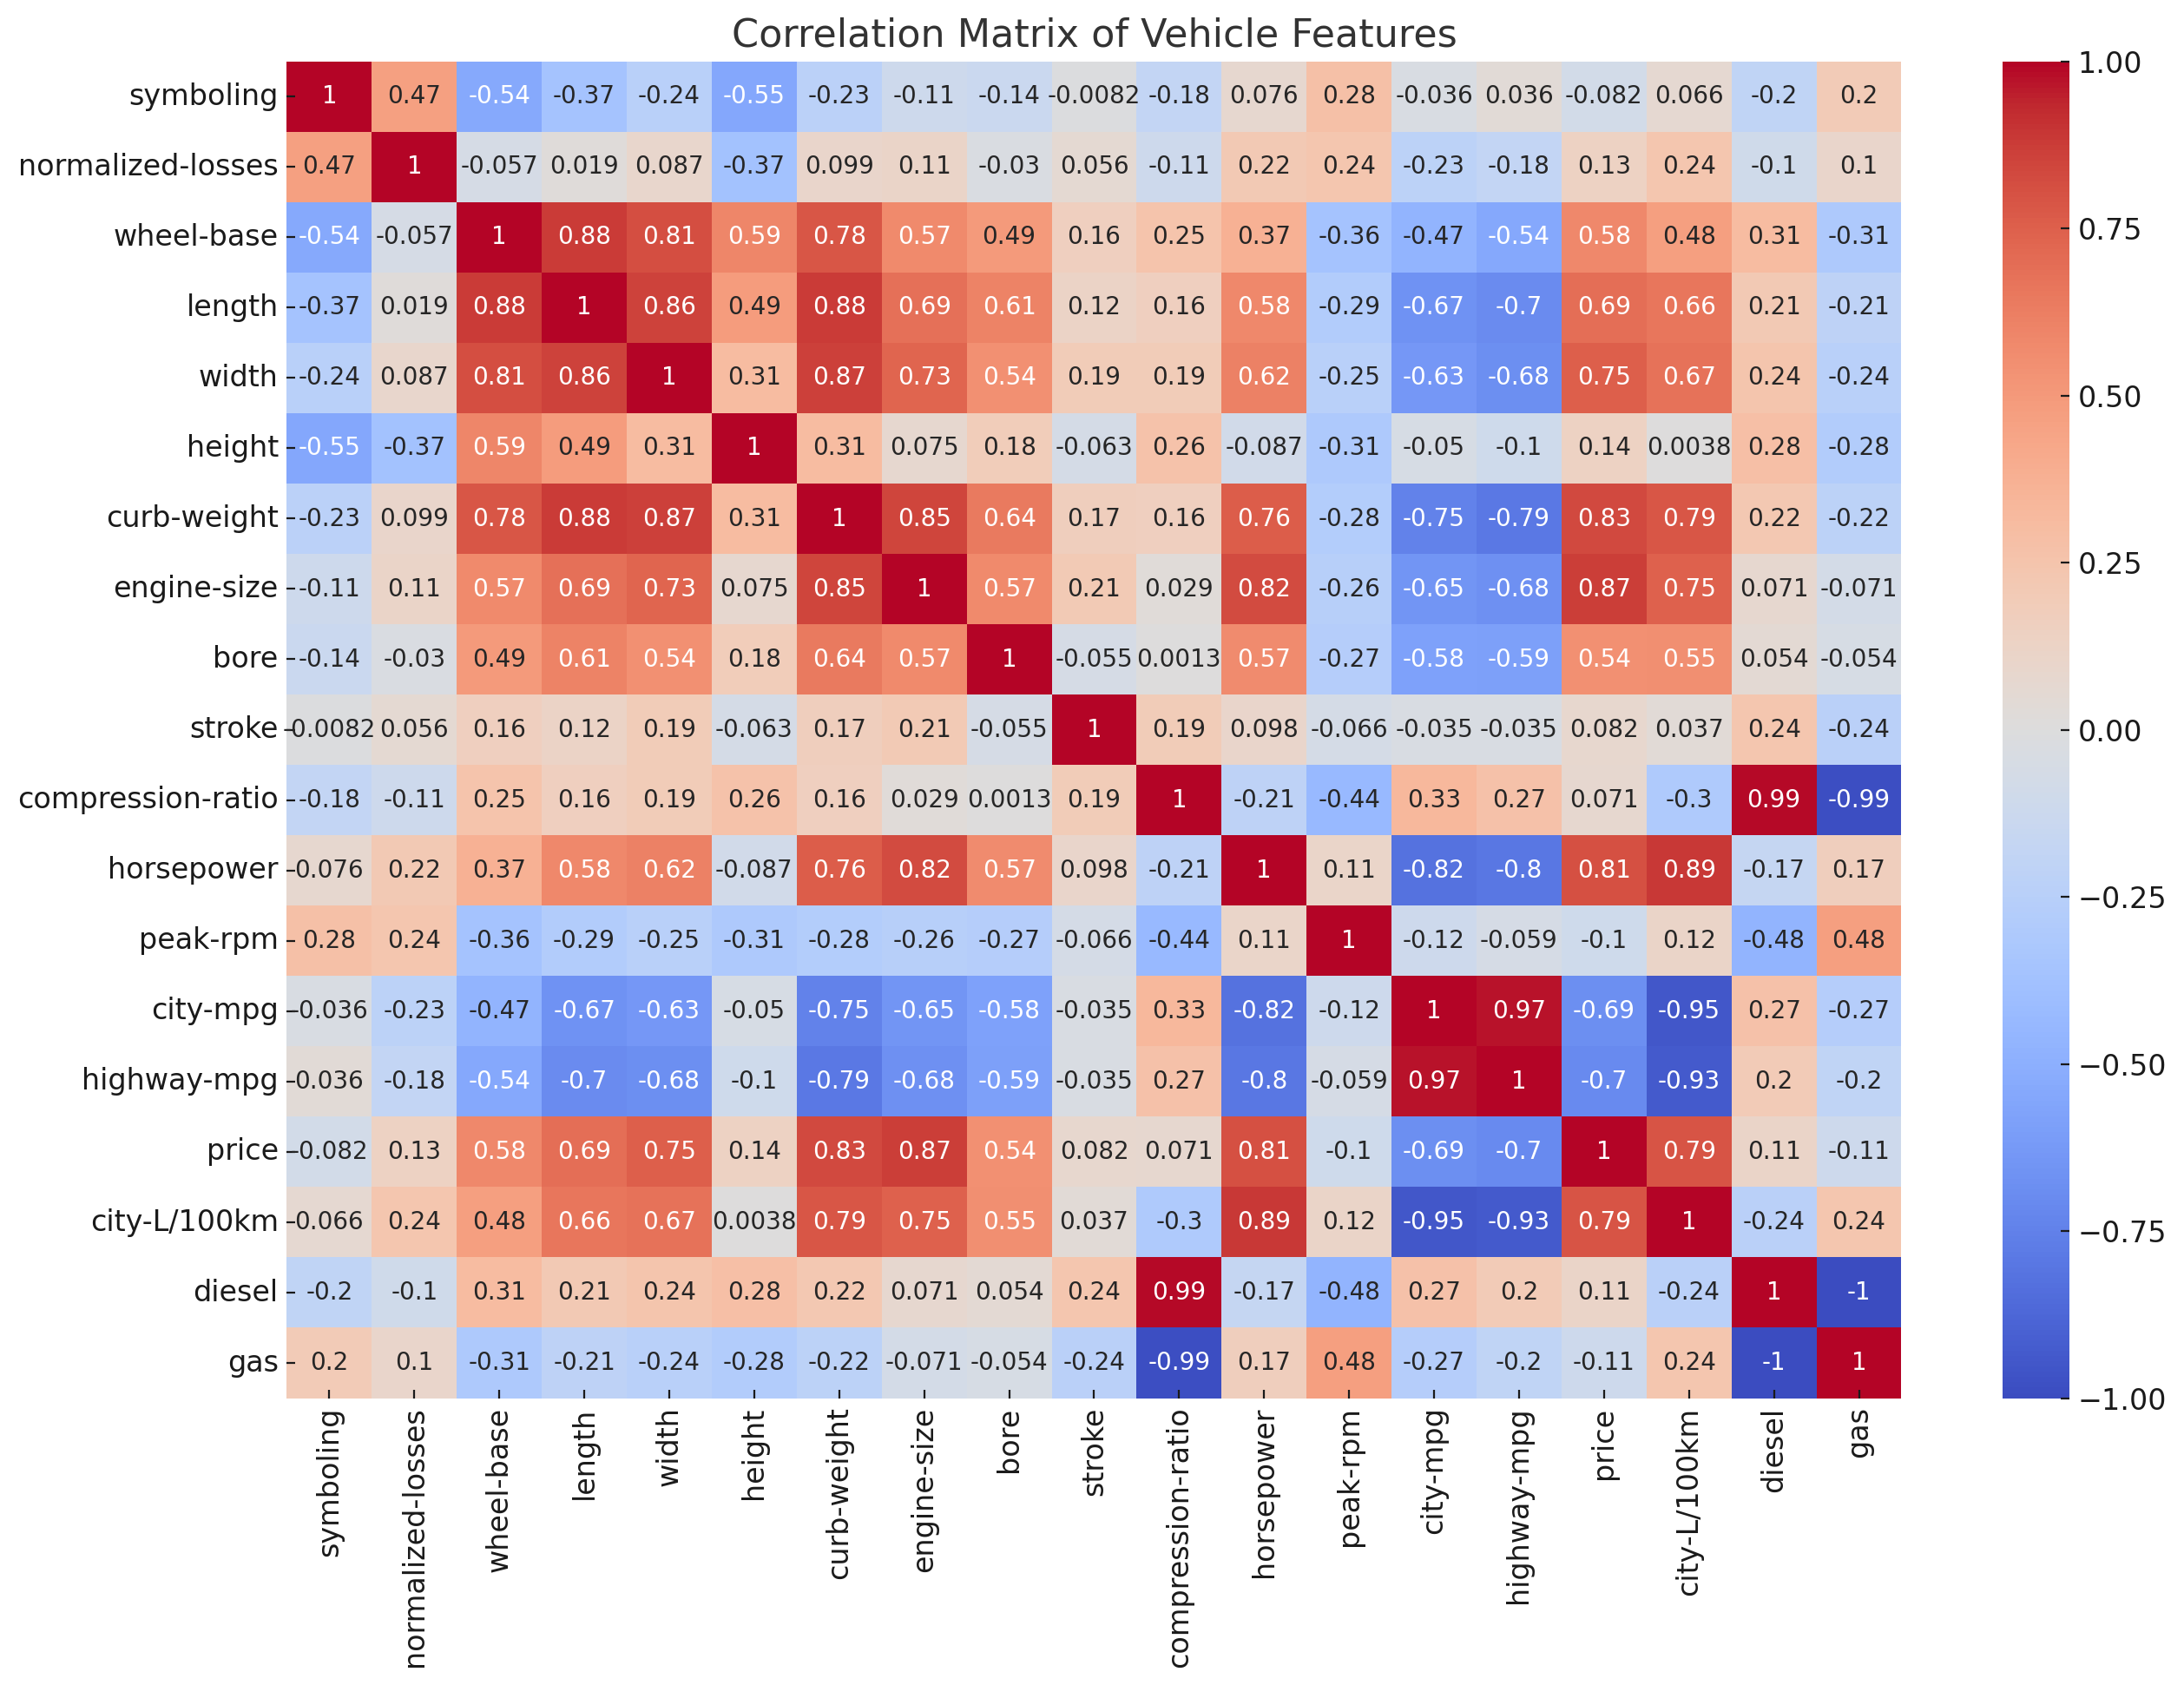 Correlation Matrix of Vehicle Features
symboling 1 0.47 -0.54 -0.37 -0.24 -0.55 -0.23 -0.11 -0.14 -0.0082 -0.18 0.076 0.28 -0.036 0.036 -0.082 0.066 -0.2 0.2
normalized-losses 0.47 1 -0.057 0.019 0.087 -0.37 0.099 0.11 -0.03 0.056 -0.11 0.22 0.24 -0.23 -0.18 0.13 0.24 -0.1 0.1
wheel-base -0.54 -0.057 1 0.88 0.81 0.59 0.78 0.57 0.49 0.16 0.25 0.37 -0.36 -0.47 -0.54 0.58 0.48 0.31 -0.31
length -0.37 0.019 0.88 1 0.86 0.49 0.88 0.69 0.61 0.12 0.16 0.58 -0.29 -0.67 -0.7 0.69 0.66 0.21 -0.21
width -0.24 0.087 0.81 0.86 1 0.31 0.87 0.73 0.54 0.19 0.19 0.62 -0.25 -0.63 -0.68 0.75 0.67 0.24 -0.24
height -0.55 -0.37 0.59 0.49 0.31 1 0.31 0.075 0.18 -0.063 0.26 -0.087 -0.31 -0.05 -0.1 0.14 0.0038 0.28 -0.28
curb-weight -0.23 0.099 0.78 0.88 0.87 0.31 1 0.85 0.64 0.17 0.16 0.76 -0.28 -0.75 -0.79 0.83 0.79 0.22 -0.22
engine-size -0.11 0.11 0.57 0.69 0.73 0.075 0.85 1 0.57 0.21 0.029 0.82 -0.26 -0.65 -0.68 0.87 0.75 0.071 -0.071
bore -0.14 -0.03 0.49 0.61 0.54 0.18 0.64 0.57 1 -0.055 0.0013 0.57 -0.27 -0.58 -0.59 0.54 0.55 0.054 -0.054
stroke -0.0082 0.056 0.16 0.12 0.19 -0.063 0.17 0.21 -0.055 1 0.19 0.098 -0.066 -0.035 -0.035 0.082 0.037 0.24 -0.24
compression-ratio -0.18 -0.11 0.25 0.16 0.19 0.26 0.16 0.029 0.0013 0.19 1 -0.21 -0.44 0.33 0.27 0.071 -0.3 0.99 -0.99
horsepower 0.076 0.22 0.37 0.58 0.62 -0.087 0.76 0.82 0.57 0.098 -0.21 1 0.11 -0.82 -0.8 0.81 0.89 -0.17 0.17
peak-rpm 0.28 0.24 -0.36 -0.29 -0.25 -0.31 -0.28 -0.26 -0.27 -0.066 -0.44 0.11 1 -0.12 -0.059 -0.1 0.12 -0.48 0.48
city-mpg -0.036 -0.23 -0.47 -0.67 -0.63 -0.05 -0.75 -0.65 -0.58 -0.035 0.33 -0.82 -0.12 1 0.97 -0.69 -0.95 0.27 -0.27
highway-mpg 0.036 -0.18 -0.54 -0.7 -0.68 -0.1 -0.79 -0.68 -0.59 -0.035 0.27 -0.8 -0.059 0.97 1 -0.7 -0.93 0.2 -0.2
price -0.082 0.13 0.58 0.69 0.75 0.14 0.83 0.87 0.54 0.082 0.071 0.81 -0.1 -0.69 -0.7 1 0.79 0.11 -0.11
city-L/100km 0.066 0.24 0.48 0.66 0.67 0.0038 0.79 0.75 0.55 0.037 -0.3 0.89 0.12 -0.95 -0.93 0.79 1 -0.24 0.24
diesel -0.2 -0.1 0.31 0.21 0.24 0.28 0.22 0.071 0.054 0.24 0.99 -0.17 -0.48 0.27 0.2 0.11 -0.24 1 -1
gas 0.2 0.1 -0.31 -0.21 -0.24 -0.28 -0.22 -0.071 -0.054 -0.24 -0.99 0.17 0.48 -0.27 -0.2 -0.11 0.24 -1 1
symboling
normalized-losses
wheel-base
length
width
height
curb-weight
engine-size
bore
stroke
compression-ratio
horsepower
peak-rpm
city-mpg
highway-mpg
price
city-L/100km
diesel
gas
1.00
0.75
0.50
0.25
0.00
−0.25
−0.50
−0.75
−1.00